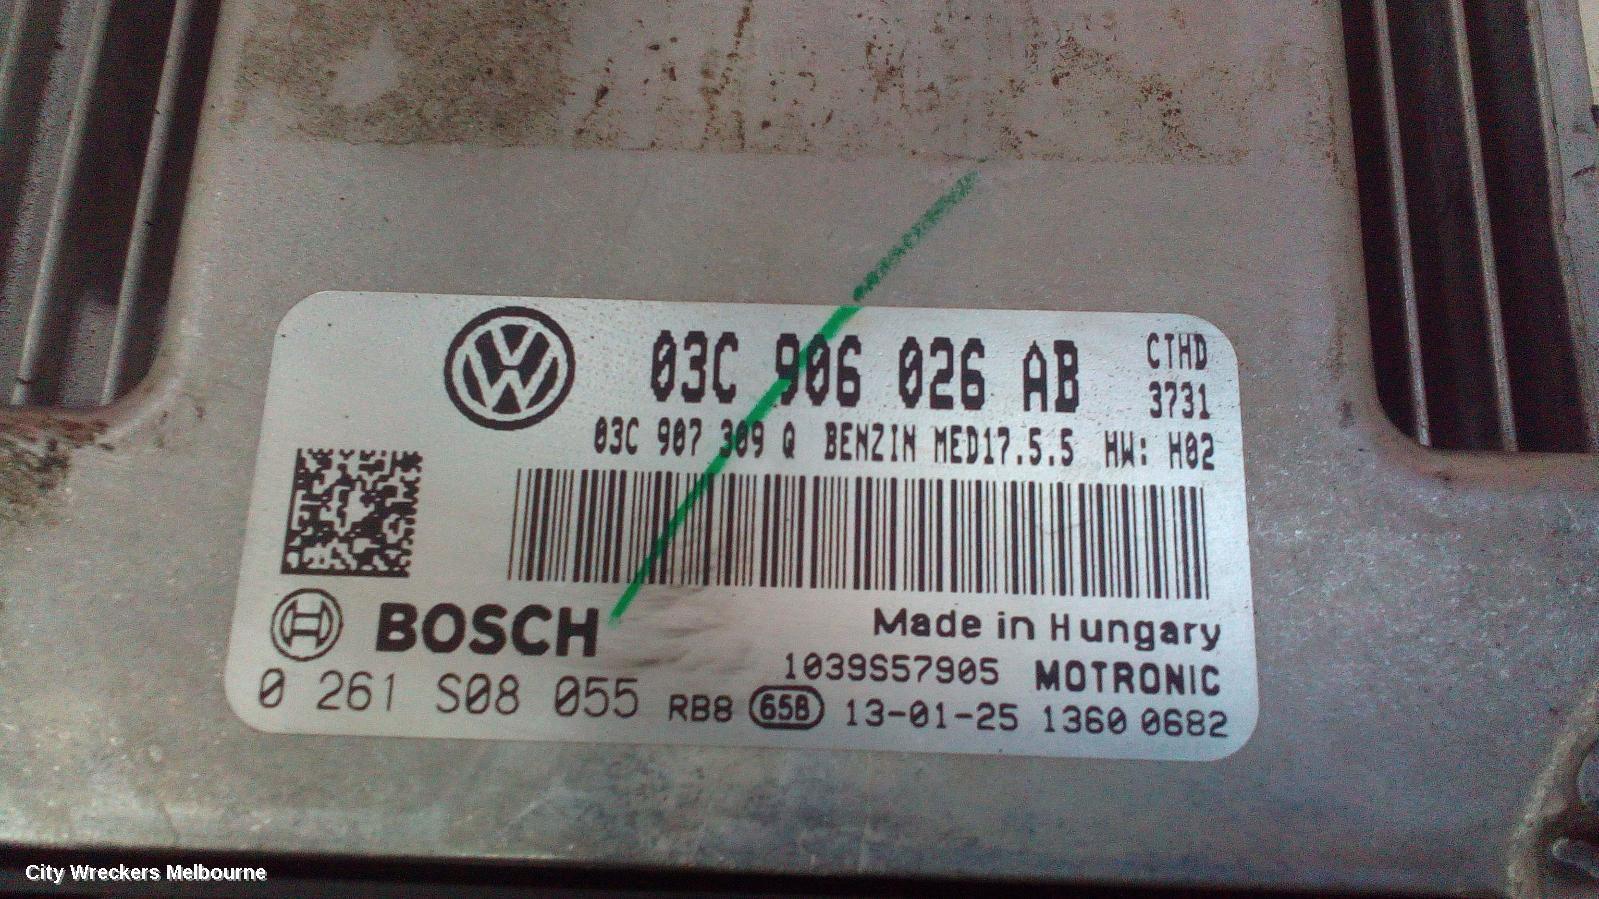 03C 906 026 AB CTHD
3731
03C 907 309 Q BENZIN MED17.5.5 HW: H02
BOSCH Made in Hungary
1039S57905 MOTRONIC
0 261 S08 055 RB8 658 13-01-25 1360 0682
City Wreckers Melbourne